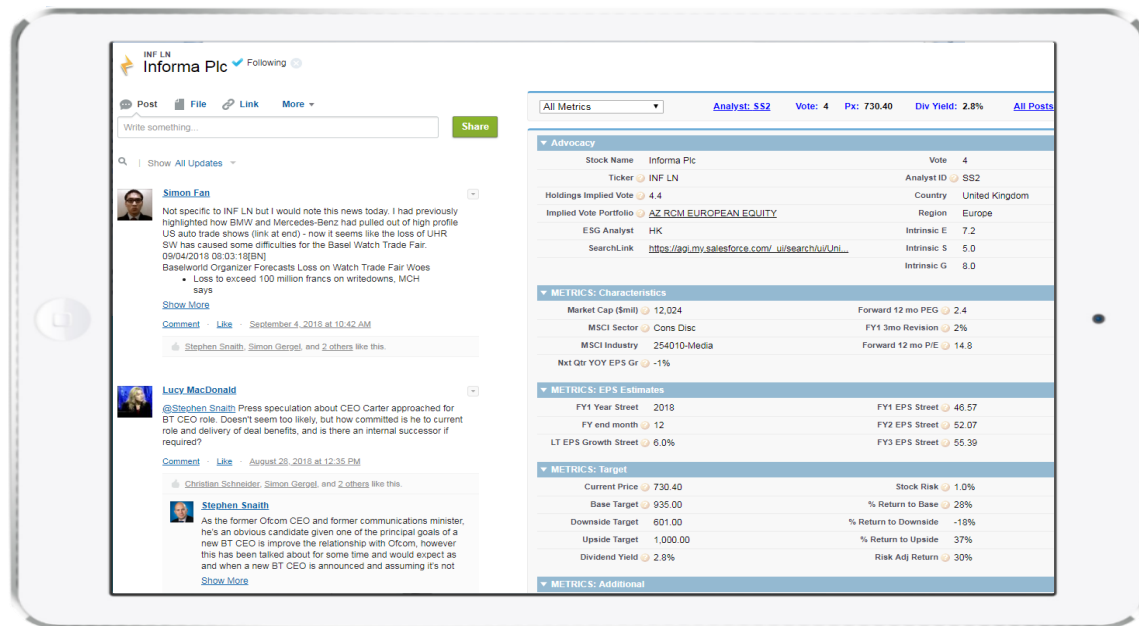 INF LN
Informa Plc Following
Post File Link More
Write something...
Share
Show All Updates
Simon Fan
Not specific to INF LN but I would note this news today. I had previously
highlighted how BMW and Mercedes-Benz had pulled out of high profile
US auto trade shows (link at end) - now it seems like the loss of UHR
SW has caused some difficulties for the Basel Watch Trade Fair.
09/04/2018 08:03:18[BN]
Baselworld Organizer Forecasts Loss on Watch Trade Fair Woes
• Loss to exceed 100 million francs on writedowns, MCH
says
Show More
Comment · Like · September 4, 2018 at 10:42 AM
Stephen Snaith, Simon Gergel, and 2 others like this.
Lucy MacDonald
@Stephen Snaith Press speculation about CEO Carter approached for
BT CEO role. Doesn't seem too likely, but how committed is he to current
role and delivery of deal benefits, and is there an internal successor if
required?
Comment · Like · August 28, 2018 at 12:35 PM
Christian Schneider, Simon Gergel, and 2 others like this.
Stephen Snaith
As the former Ofcom CEO and former communications minister,
he's an obvious candidate given one of the principal goals of a
new BT CEO is improve the relationship with Ofcom, however
this has been talked about for some time and would expect as
and when a new BT CEO is announced and assuming it's not
Show More
All Metrics Analyst: SS2 Vote: 4 Px: 730.40 Div Yield: 2.8% All Posts
Advocacy
Stock Name Informa Plc Vote 4
Ticker INF LN Analyst ID SS2
Holdings Implied Vote 4.4 Country United Kingdom
Implied Vote Portfolio AZ RCM EUROPEAN EQUITY Region Europe
ESG Analyst HK Intrinsic E 7.2
SearchLink https://agi.my.salesforce.com/_ui/search/ui/Uni... Intrinsic S 5.0
Intrinsic G 8.0
METRICS: Characteristics
Market Cap ($mil) 12,024 Forward 12 mo PEG 2.4
MSCI Sector Cons Disc FY1 3mo Revision 2%
MSCI Industry 254010-Media Forward 12 mo P/E 14.8
Nxt Qtr YOY EPS Gr -1%
METRICS: EPS Estimates
FY1 Year Street 2018 FY1 EPS Street 46.57
FY end month 12 FY2 EPS Street 52.07
LT EPS Growth Street 6.0% FY3 EPS Street 55.39
METRICS: Target
Current Price 730.40 Stock Risk 1.0%
Base Target 935.00 % Return to Base 28%
Downside Target 601.00 % Return to Downside -18%
Upside Target 1,000.00 % Return to Upside 37%
Dividend Yield 2.8% Risk Adj Return 30%
METRICS: Additional